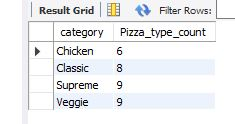 Result Grid Filter Rows:
category Pizza_type_count
Chicken 6
Classic 8
Supreme 9
Veggie 9